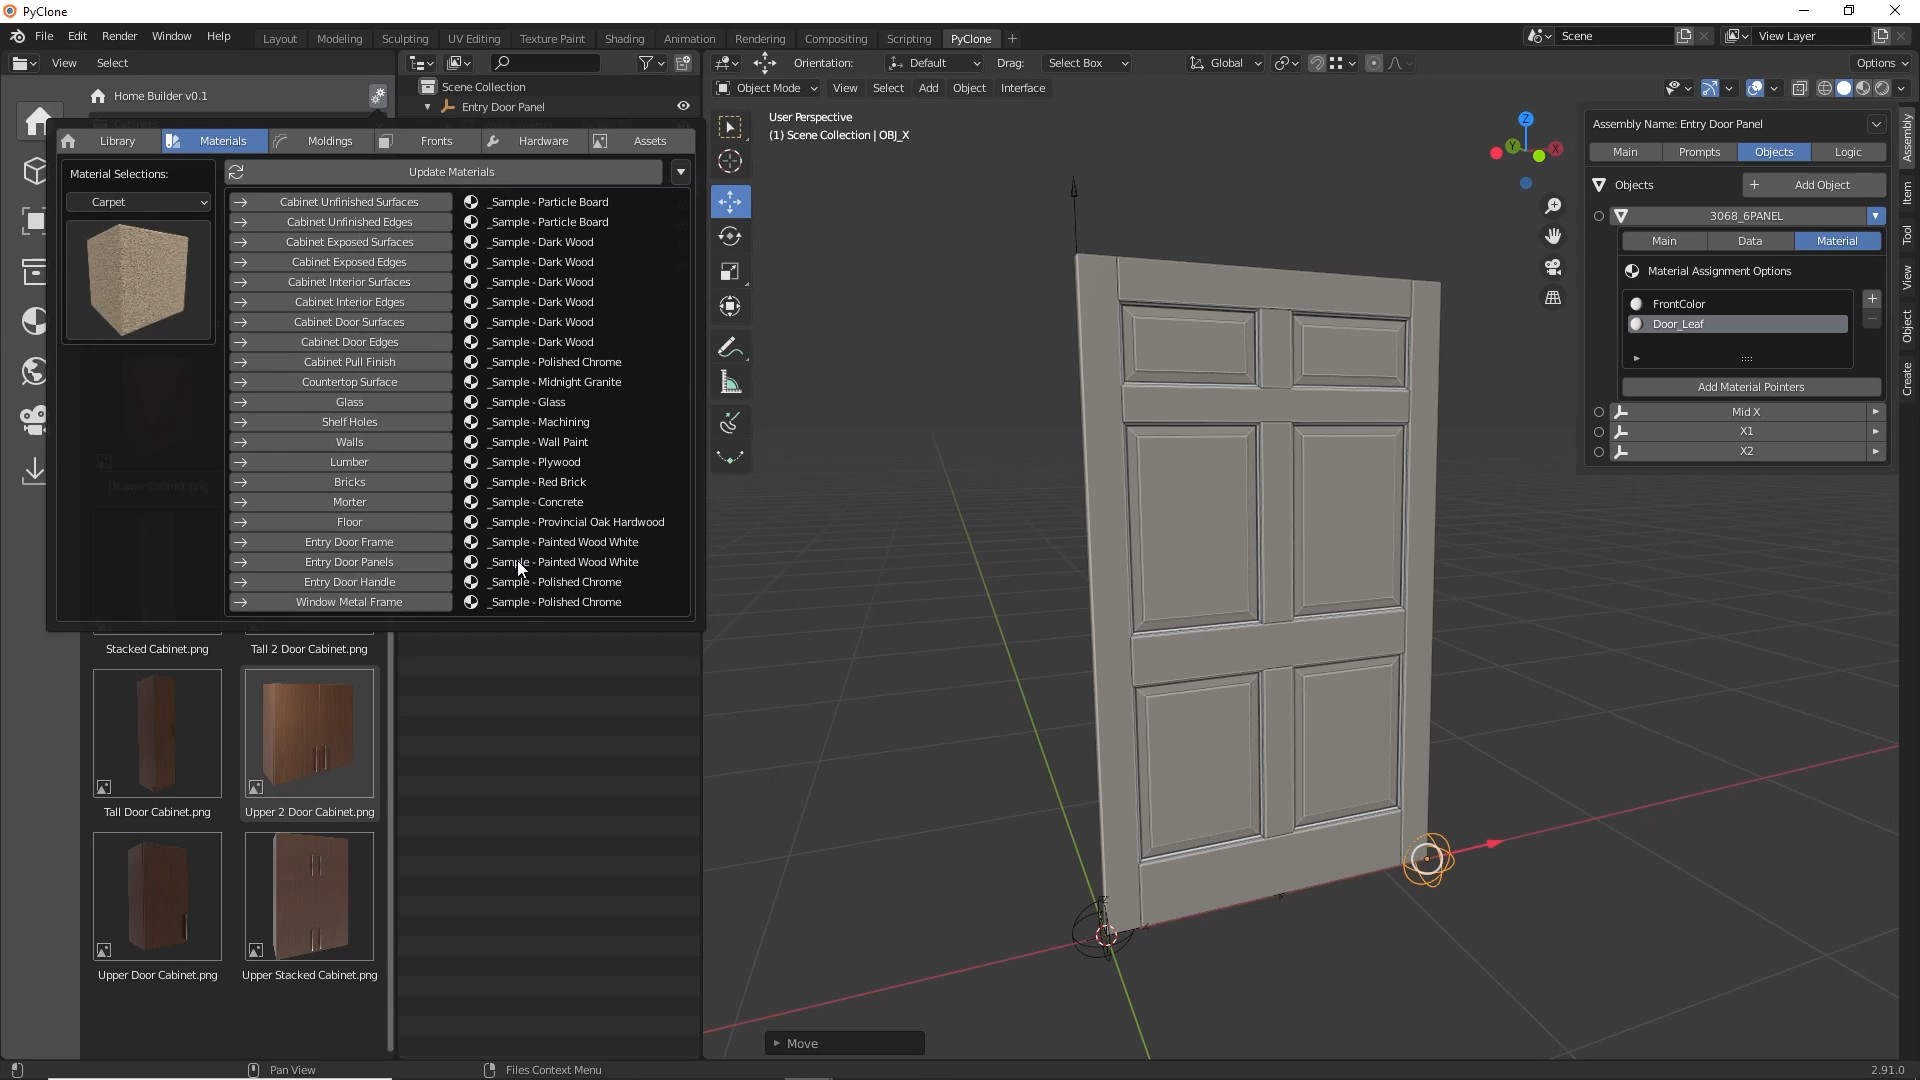 PyClone
File Edit Render Window Help
Layout Modeling Sculpting UV Editing Texture Paint Shading Animation Rendering Compositing Scripting PyClone +
Scene View Layer
View Select
Orientation: Default Drag: Select Box Global Options
Object Mode View Select Add Object Interface
Home Builder v0.1
Scene Collection
Entry Door Panel
Library Materials Moldings Fronts Hardware Assets
Material Selections:
Carpet
Update Materials
Cabinet Unfinished Surfaces _Sample - Particle Board
Cabinet Unfinished Edges _Sample - Particle Board
Cabinet Exposed Surfaces _Sample - Dark Wood
Cabinet Exposed Edges _Sample - Dark Wood
Cabinet Interior Surfaces _Sample - Dark Wood
Cabinet Interior Edges _Sample - Dark Wood
Cabinet Door Surfaces _Sample - Dark Wood
Cabinet Door Edges _Sample - Dark Wood
Cabinet Pull Finish _Sample - Polished Chrome
Countertop Surface _Sample - Midnight Granite
Glass _Sample - Glass
Shelf Holes _Sample - Machining
Walls _Sample - Wall Paint
Lumber _Sample - Plywood
Bricks _Sample - Red Brick
Morter _Sample - Concrete
Floor _Sample - Provincial Oak Hardwood
Entry Door Frame _Sample - Painted Wood White
Entry Door Panels _Sample - Painted Wood White
Entry Door Handle _Sample - Polished Chrome
Window Metal Frame _Sample - Polished Chrome
Stacked Cabinet.png Tall 2 Door Cabinet.png
Tall Door Cabinet.png Upper 2 Door Cabinet.png
Upper Door Cabinet.png Upper Stacked Cabinet.png
User Perspective
(1) Scene Collection | OBJ_X
Z
Y
X
Move
Assembly Name: Entry Door Panel
Main Prompts Objects Logic
Objects + Add Object
3068_6PANEL
Main Data Material
Material Assignment Options
FrontColor
Door_Leaf
Add Material Pointers
Mid X
X1
X2
Assembly
Item
Tool
View
Object
Create
Pan View Files Context Menu 2.91.0